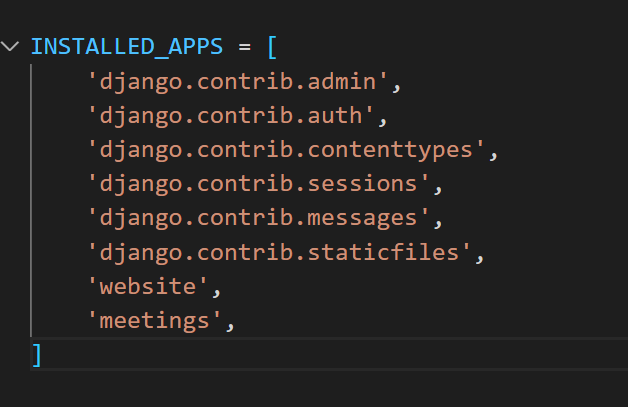 INSTALLED_APPS = [
    'django.contrib.admin',
    'django.contrib.auth',
    'django.contrib.contenttypes',
    'django.contrib.sessions',
    'django.contrib.messages',
    'django.contrib.staticfiles',
    'website',
    'meetings',
]